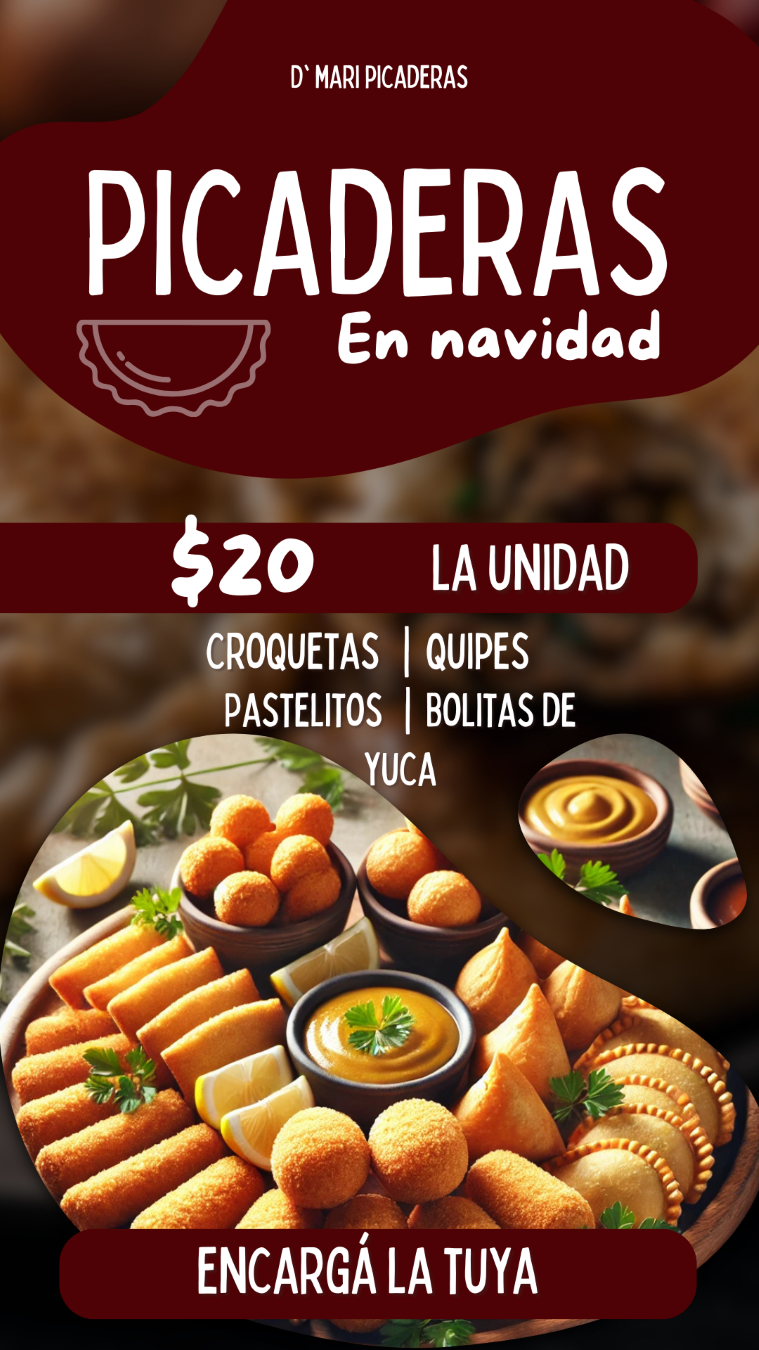 D` MARI PICADERAS
PICADERAS
En navidad
$20 LA UNIDAD
CROQUETAS | QUIPES
PASTELITOS | BOLITAS DE
YUCA
ENCARGÁ LA TUYA